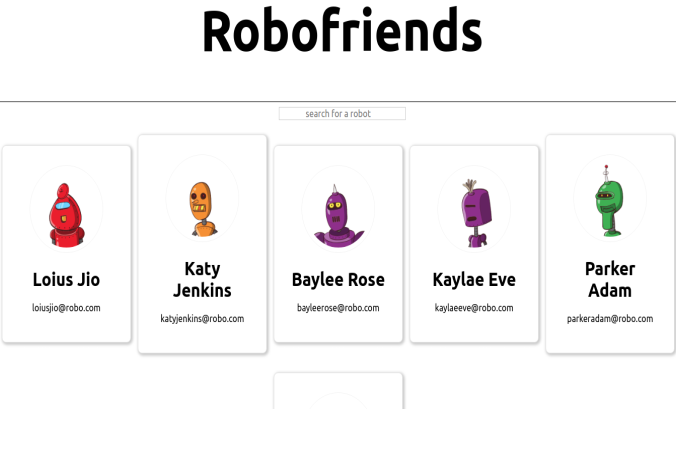 Robofriends
search for a robot
Loius Jio
loiusjio@robo.com
Katy
Jenkins
katyjenkins@robo.com
Baylee Rose
bayleerose@robo.com
Kaylae Eve
kaylaeeve@robo.com
Parker
Adam
parkeradam@robo.com